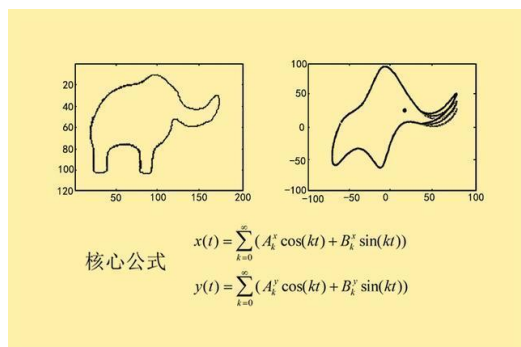 20
40
60
80
100
120
50 100 150 200
100
50
0
−50
−100
−100 −50 0 50 100
核心公式
x(t) = ∑_{k=0}^{∞} (A_k^x cos(kt) + B_k^x sin(kt))
y(t) = ∑_{k=0}^{∞} (A_k^y cos(kt) + B_k^y sin(kt))